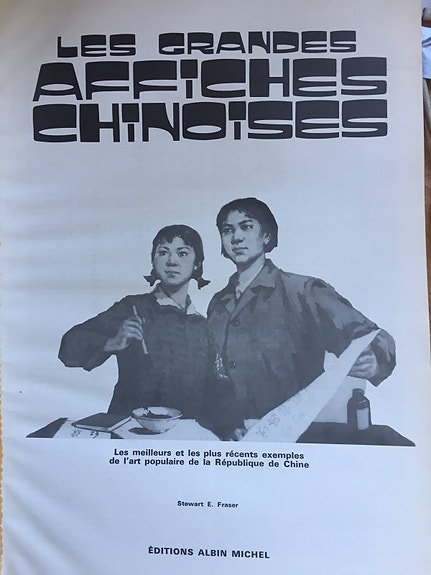 LES GRANDES
AFFiCHES
CHiNOiSES
Les meilleurs et les plus récents exemples
de l'art populaire de la République de Chine
Stewart E. Fraser
ÉDITIONS ALBIN MICHEL